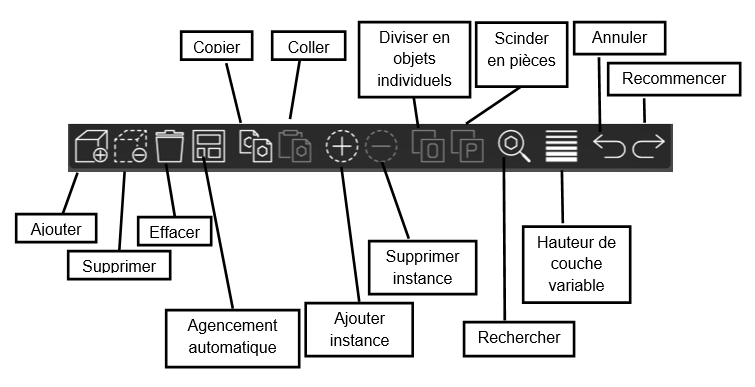 Copier
Coller
Diviser en
objets
individuels
Scinder
en pièces
Annuler
Recommencer
C
O
P
Ajouter
Supprimer
Effacer
Agencement
automatique
Ajouter
instance
Supprimer
instance
Rechercher
Hauteur de
couche
variable